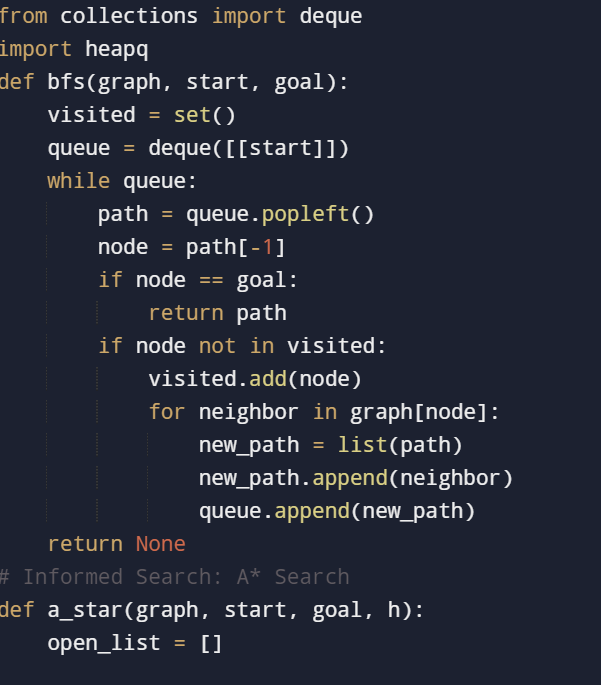 from collections import deque
import heapq
def bfs(graph, start, goal):
    visited = set()
    queue = deque([[start]])
    while queue:
        path = queue.popleft()
        node = path[-1]
        if node == goal:
            return path
        if node not in visited:
            visited.add(node)
            for neighbor in graph[node]:
                new_path = list(path)
                new_path.append(neighbor)
                queue.append(new_path)
    return None
# Informed Search: A* Search
def a_star(graph, start, goal, h):
    open_list = []